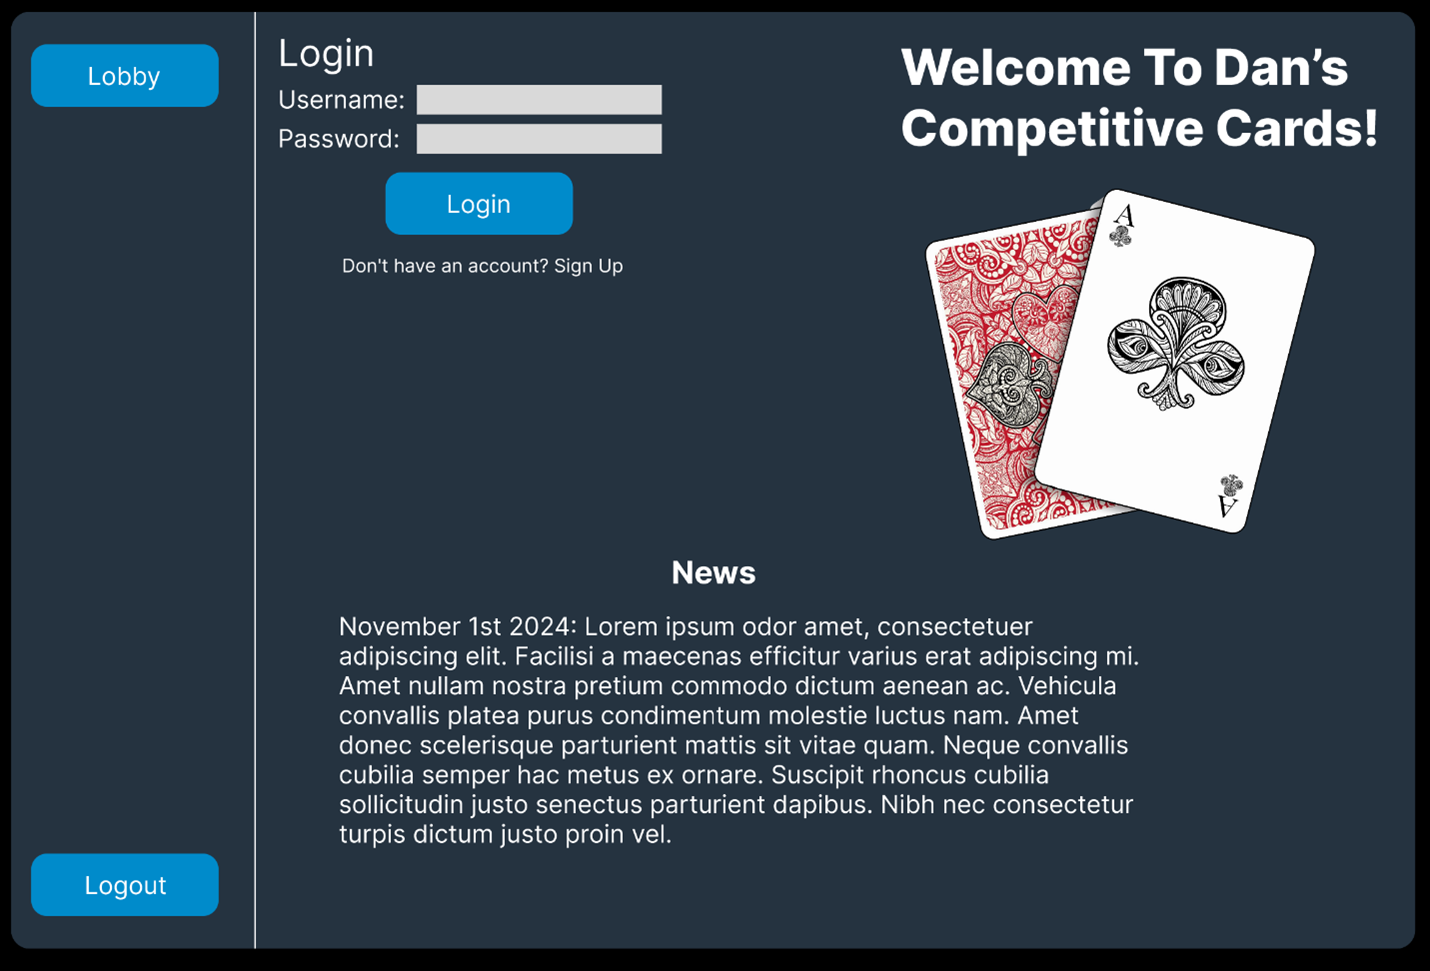 Lobby
Logout
Login
Username:
Password:
Login
Don't have an account? Sign Up
Welcome To Dan’s
Competitive Cards!
A
A
News
November 1st 2024: Lorem ipsum odor amet, consectetuer
adipiscing elit. Facilisi a maecenas efficitur varius erat adipiscing mi.
Amet nullam nostra pretium commodo dictum aenean ac. Vehicula
convallis platea purus condimentum molestie luctus nam. Amet
donec scelerisque parturient mattis sit vitae quam. Neque convallis
cubilia semper hac metus ex ornare. Suscipit rhoncus cubilia
sollicitudin justo senectus parturient dapibus. Nibh nec consectetur
turpis dictum justo proin vel.